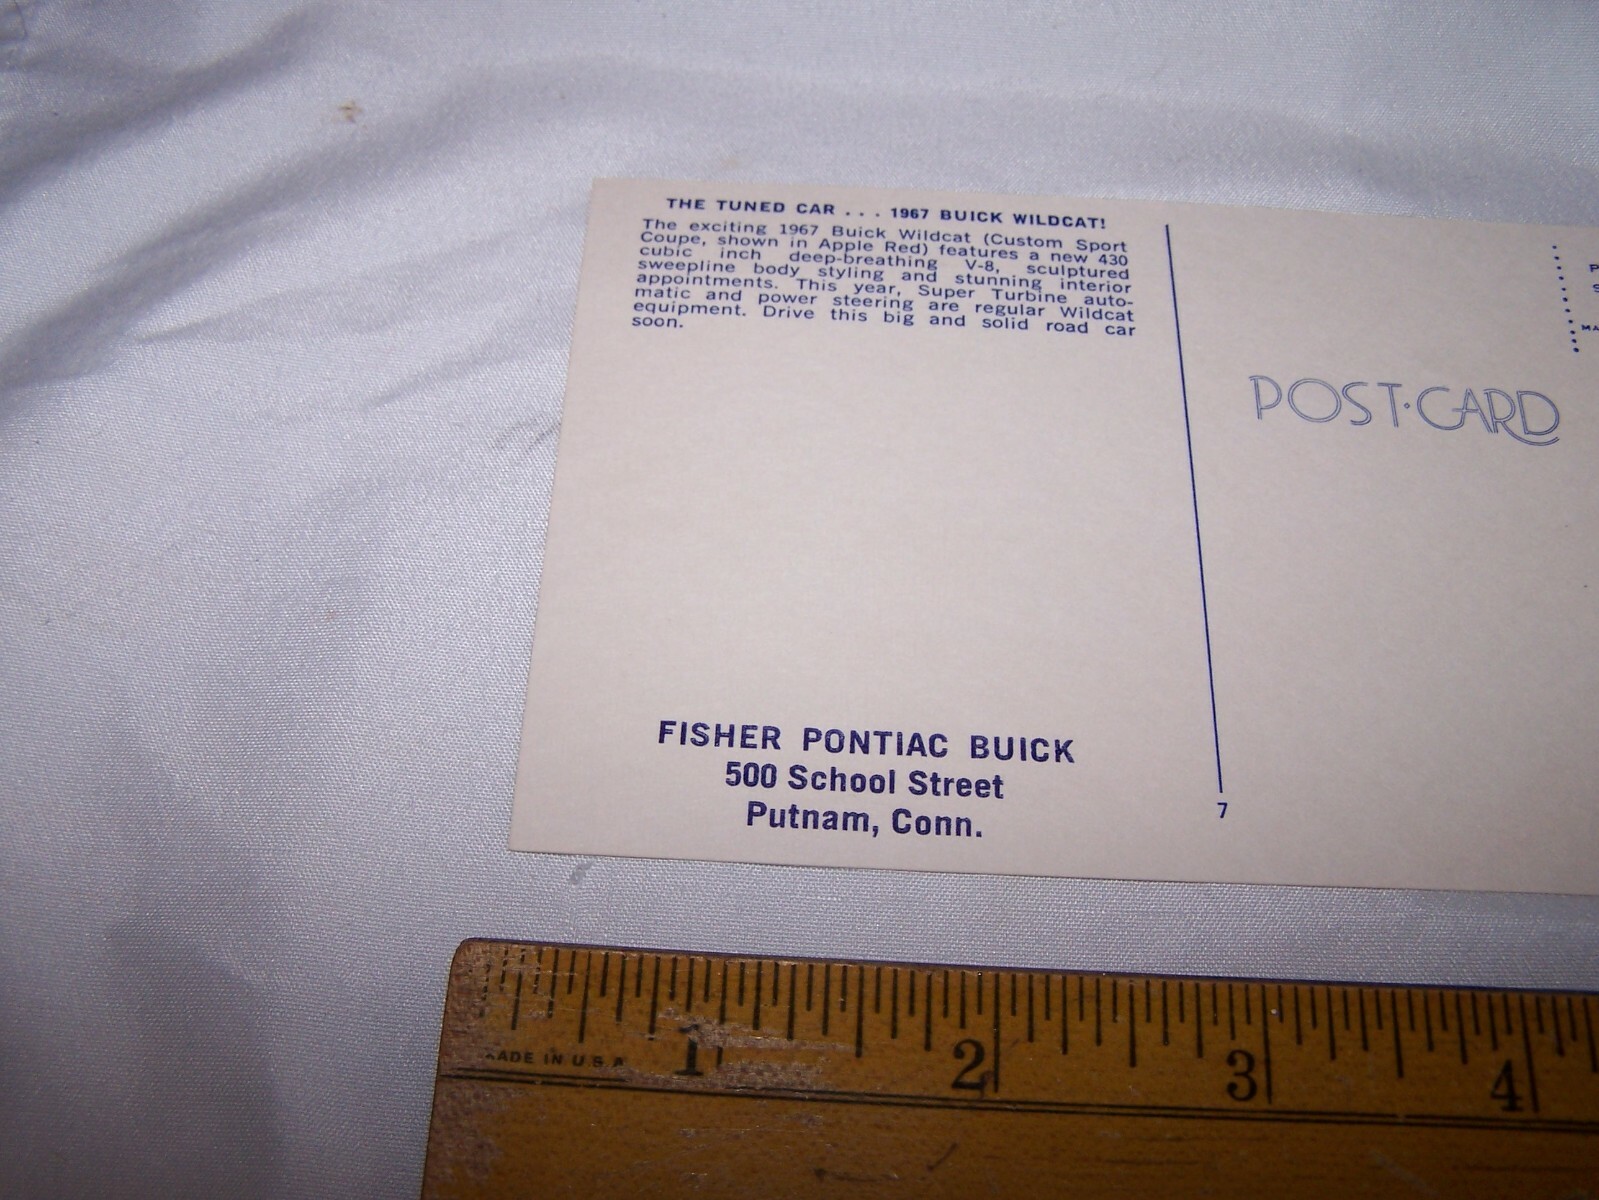 THE TUNED CAR . . . 1967 BUICK WILDCAT!
The exciting 1967 Buick Wildcat (Custom Sport
Coupe, shown in Apple Red) features a new 430
cubic inch deep-breathing V-8, sculptured
sweepline body styling and stunning interior
appointments. This year, Super Turbine auto-
matic and power steering are regular Wildcat
equipment. Drive this big and solid road car
soon.
POST·CARD
FISHER PONTIAC BUICK
500 School Street
Putnam, Conn.
7
P
S
MA
MADE IN U.S.A
1 2 3 4